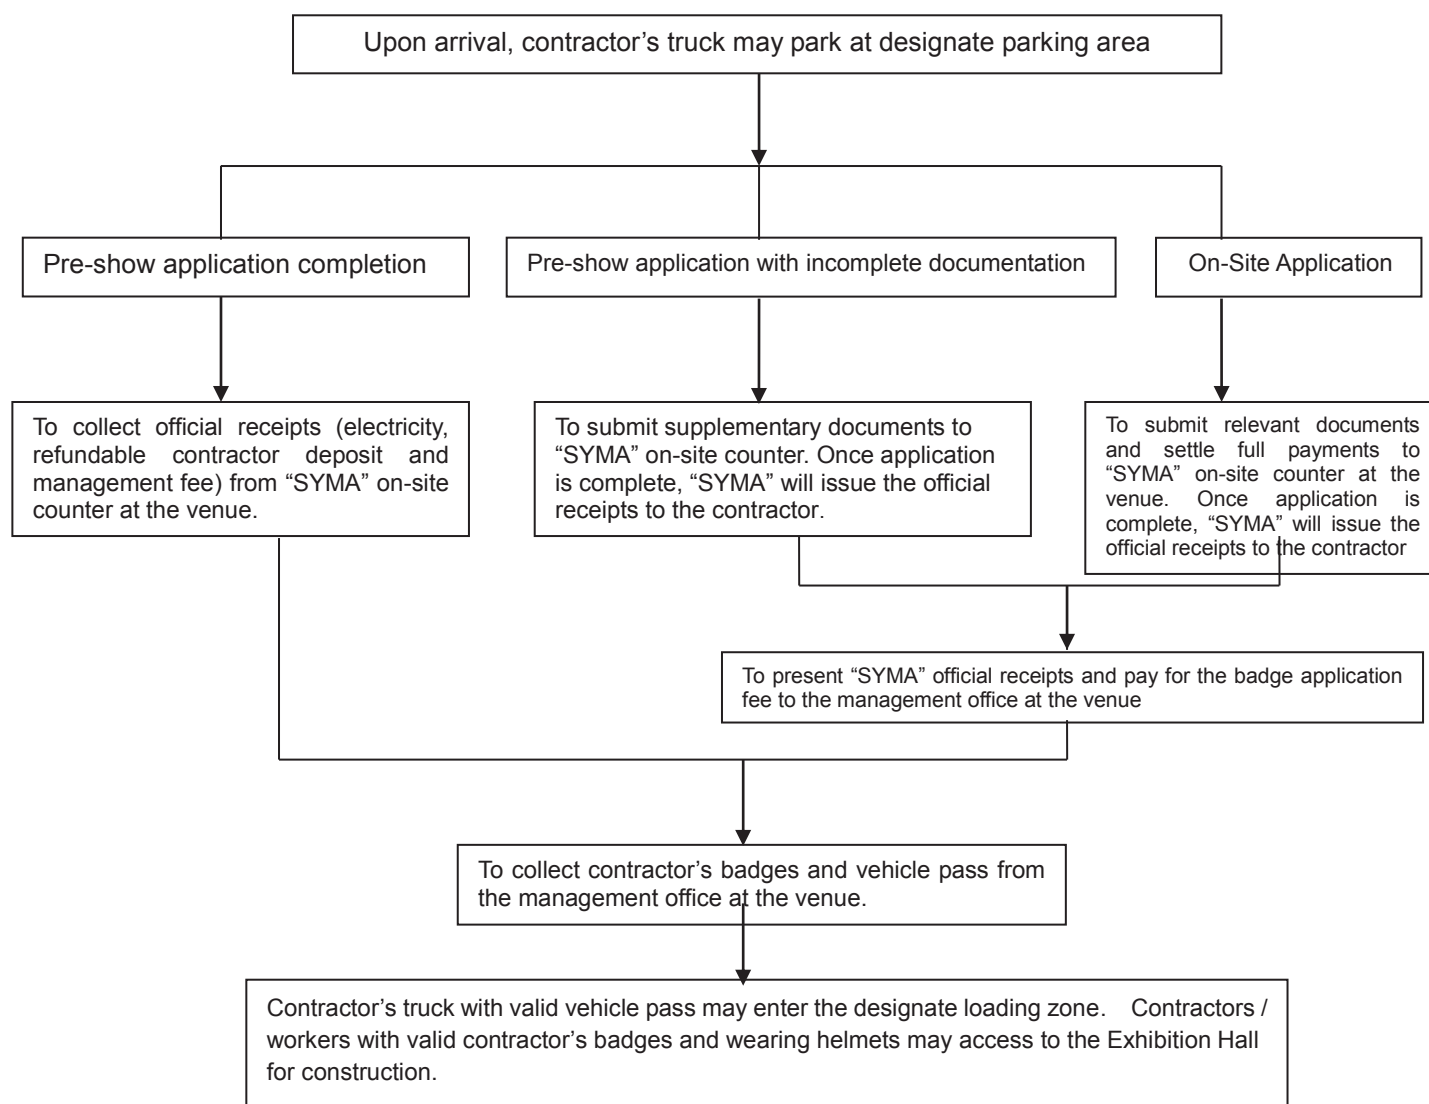 Upon arrival, contractor’s truck may park at designate parking area
Pre-show application completion
Pre-show application with incomplete documentation
On-Site Application
To collect official receipts (electricity,
refundable contractor deposit and
management fee) from “SYMA” on-site
counter at the venue.
To submit supplementary documents to
“SYMA” on-site counter. Once application
is complete, “SYMA” will issue the official
receipts to the contractor.
To submit relevant documents
and settle full payments to
“SYMA” on-site counter at the
venue. Once application is
complete, “SYMA” will issue the
official receipts to the contractor
To present “SYMA” official receipts and pay for the badge application
fee to the management office at the venue
To collect contractor’s badges and vehicle pass from
the management office at the venue.
Contractor’s truck with valid vehicle pass may enter the designate loading zone. Contractors /
workers with valid contractor’s badges and wearing helmets may access to the Exhibition Hall
for construction.